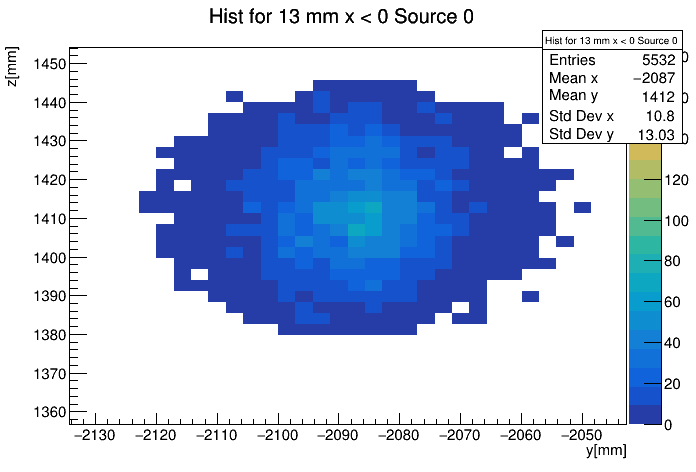 Hist for 13 mm x < 0 Source 0
z[mm]
1450
1440
1430
1420
1410
1400
1390
1380
1370
1360
−2130 −2120 −2110 −2100 −2090 −2080 −2070 −2060 −2050
y[mm]
Hist for 13 mm x < 0 Source 0
Entries 5532
Mean x −2087
Mean y 1412
Std Dev x 10.8
Std Dev y 13.03
120
100
80
60
40
20
0